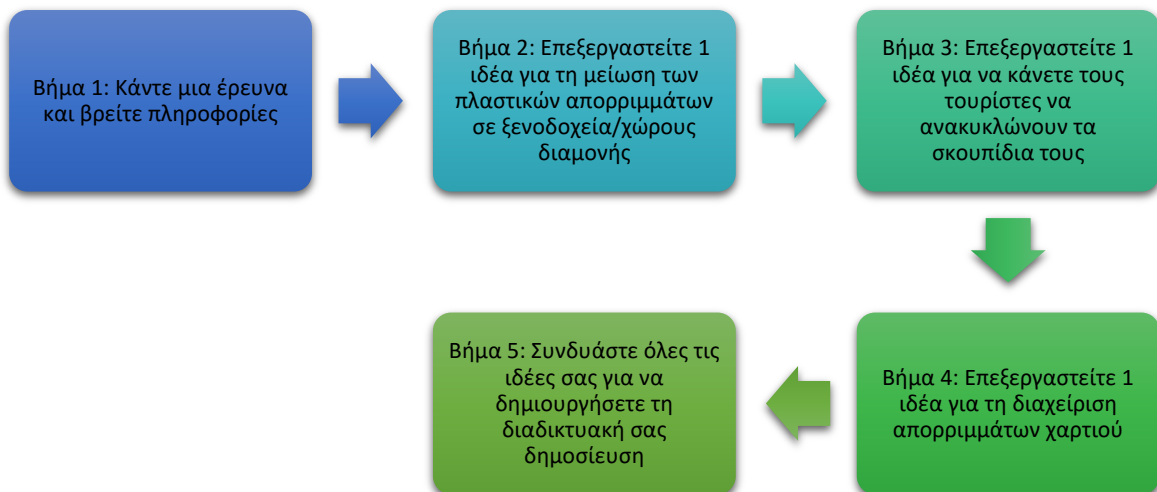 Βήμα 1: Κάντε μια έρευνα
και βρείτε πληροφορίες
Βήμα 2: Επεξεργαστείτε 1
ιδέα για τη μείωση των
πλαστικών απορριμμάτων
σε ξενοδοχεία/χώρους
διαμονής
Βήμα 3: Επεξεργαστείτε 1
ιδέα για να κάνετε τους
τουρίστες να
ανακυκλώνουν τα
σκουπίδια τους
Βήμα 4: Επεξεργαστείτε 1
ιδέα για τη διαχείριση
απορριμμάτων χαρτιού
Βήμα 5: Συνδυάστε όλες τις
ιδέες σας για να
δημιουργήσετε τη
διαδικτυακή σας
δημοσίευση